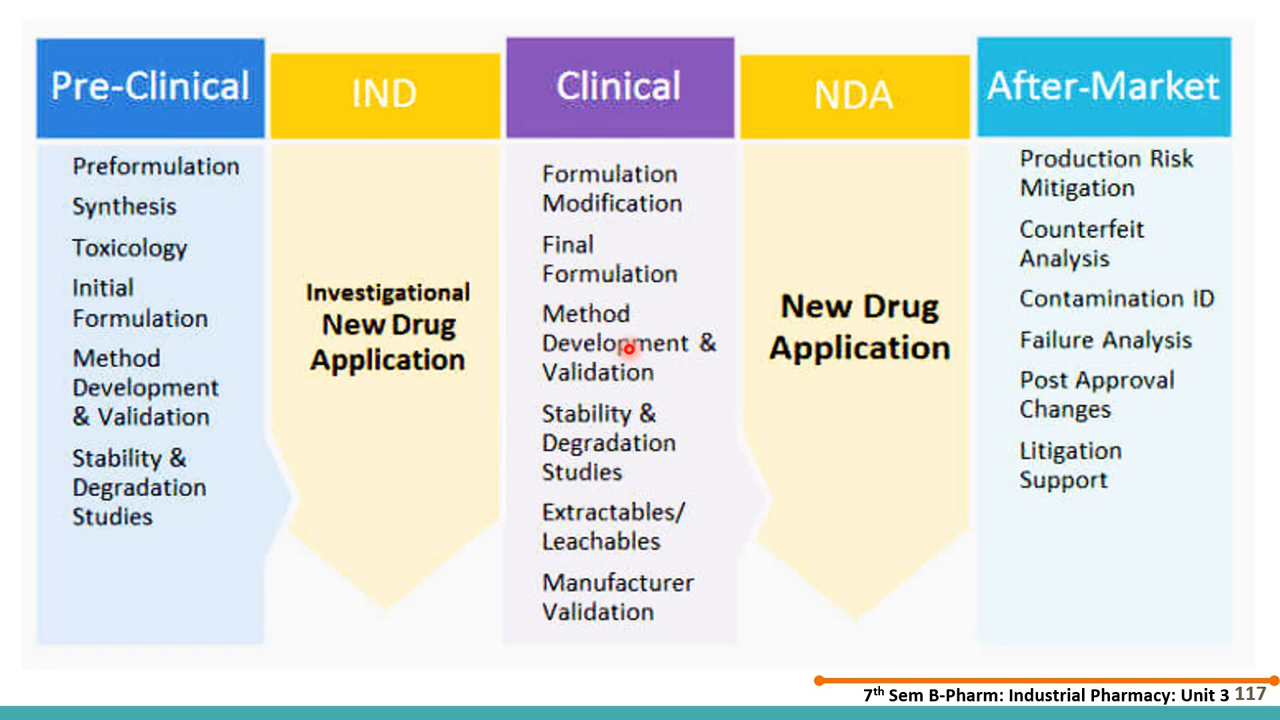 Pre-Clinical
Preformulation
Synthesis
Toxicology
Initial
Formulation
Method
Development
& Validation
Stability &
Degradation
Studies
IND
Investigational
New Drug
Application
Clinical
Formulation
Modification
Final
Formulation
Method
Development &
Validation
Stability &
Degradation
Studies
Extractables/
Leachables
Manufacturer
Validation
NDA
New Drug
Application
After-Market
Production Risk
Mitigation
Counterfeit
Analysis
Contamination ID
Failure Analysis
Post Approval
Changes
Litigation
Support
7th Sem B-Pharm: Industrial Pharmacy: Unit 3 117